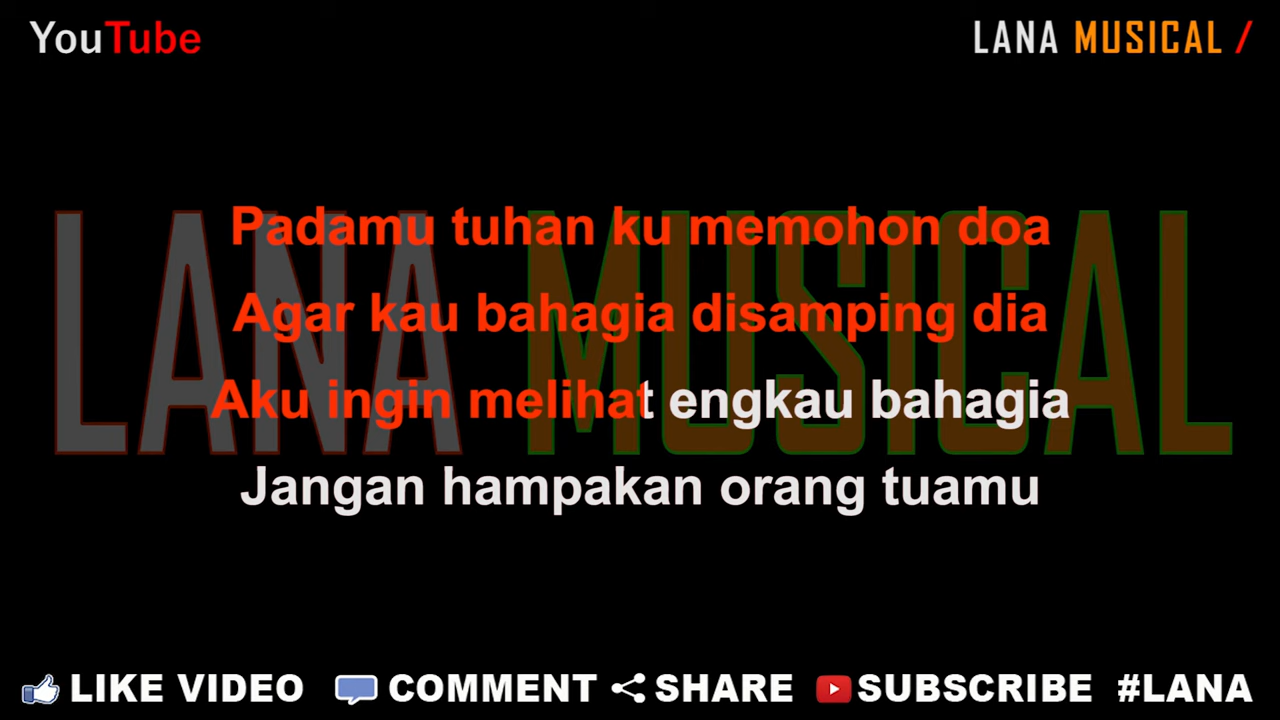 YouTube
LANA MUSICAL /
LANA MUSICAL
Padamu tuhan ku memohon doa
Agar kau bahagia disamping dia
Aku ingin melihat engkau bahagia
Jangan hampakan orang tuamu
LIKE VIDEO COMMENT SHARE SUBSCRIBE #LANA